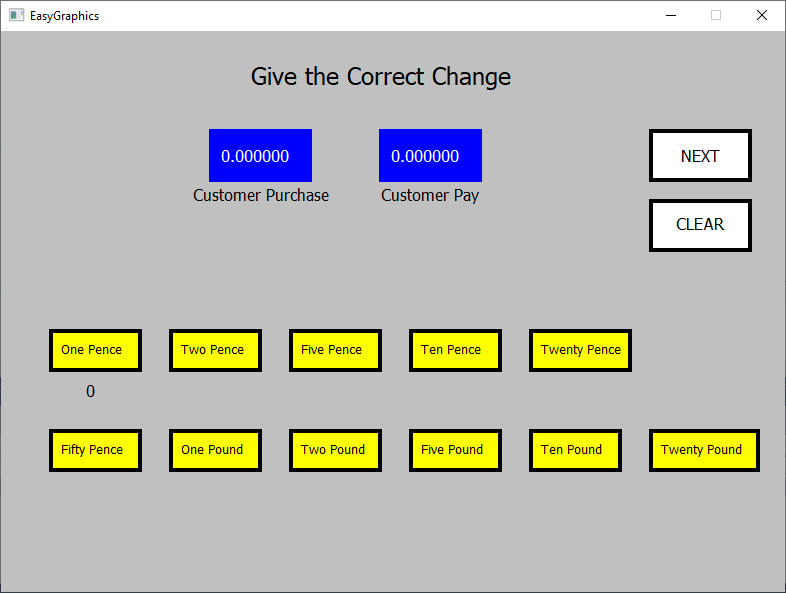 EasyGraphics
Give the Correct Change
0.000000 0.000000 NEXT
Customer Purchase Customer Pay
CLEAR
One Pence Two Pence Five Pence Ten Pence Twenty Pence
0
Fifty Pence One Pound Two Pound Five Pound Ten Pound Twenty Pound